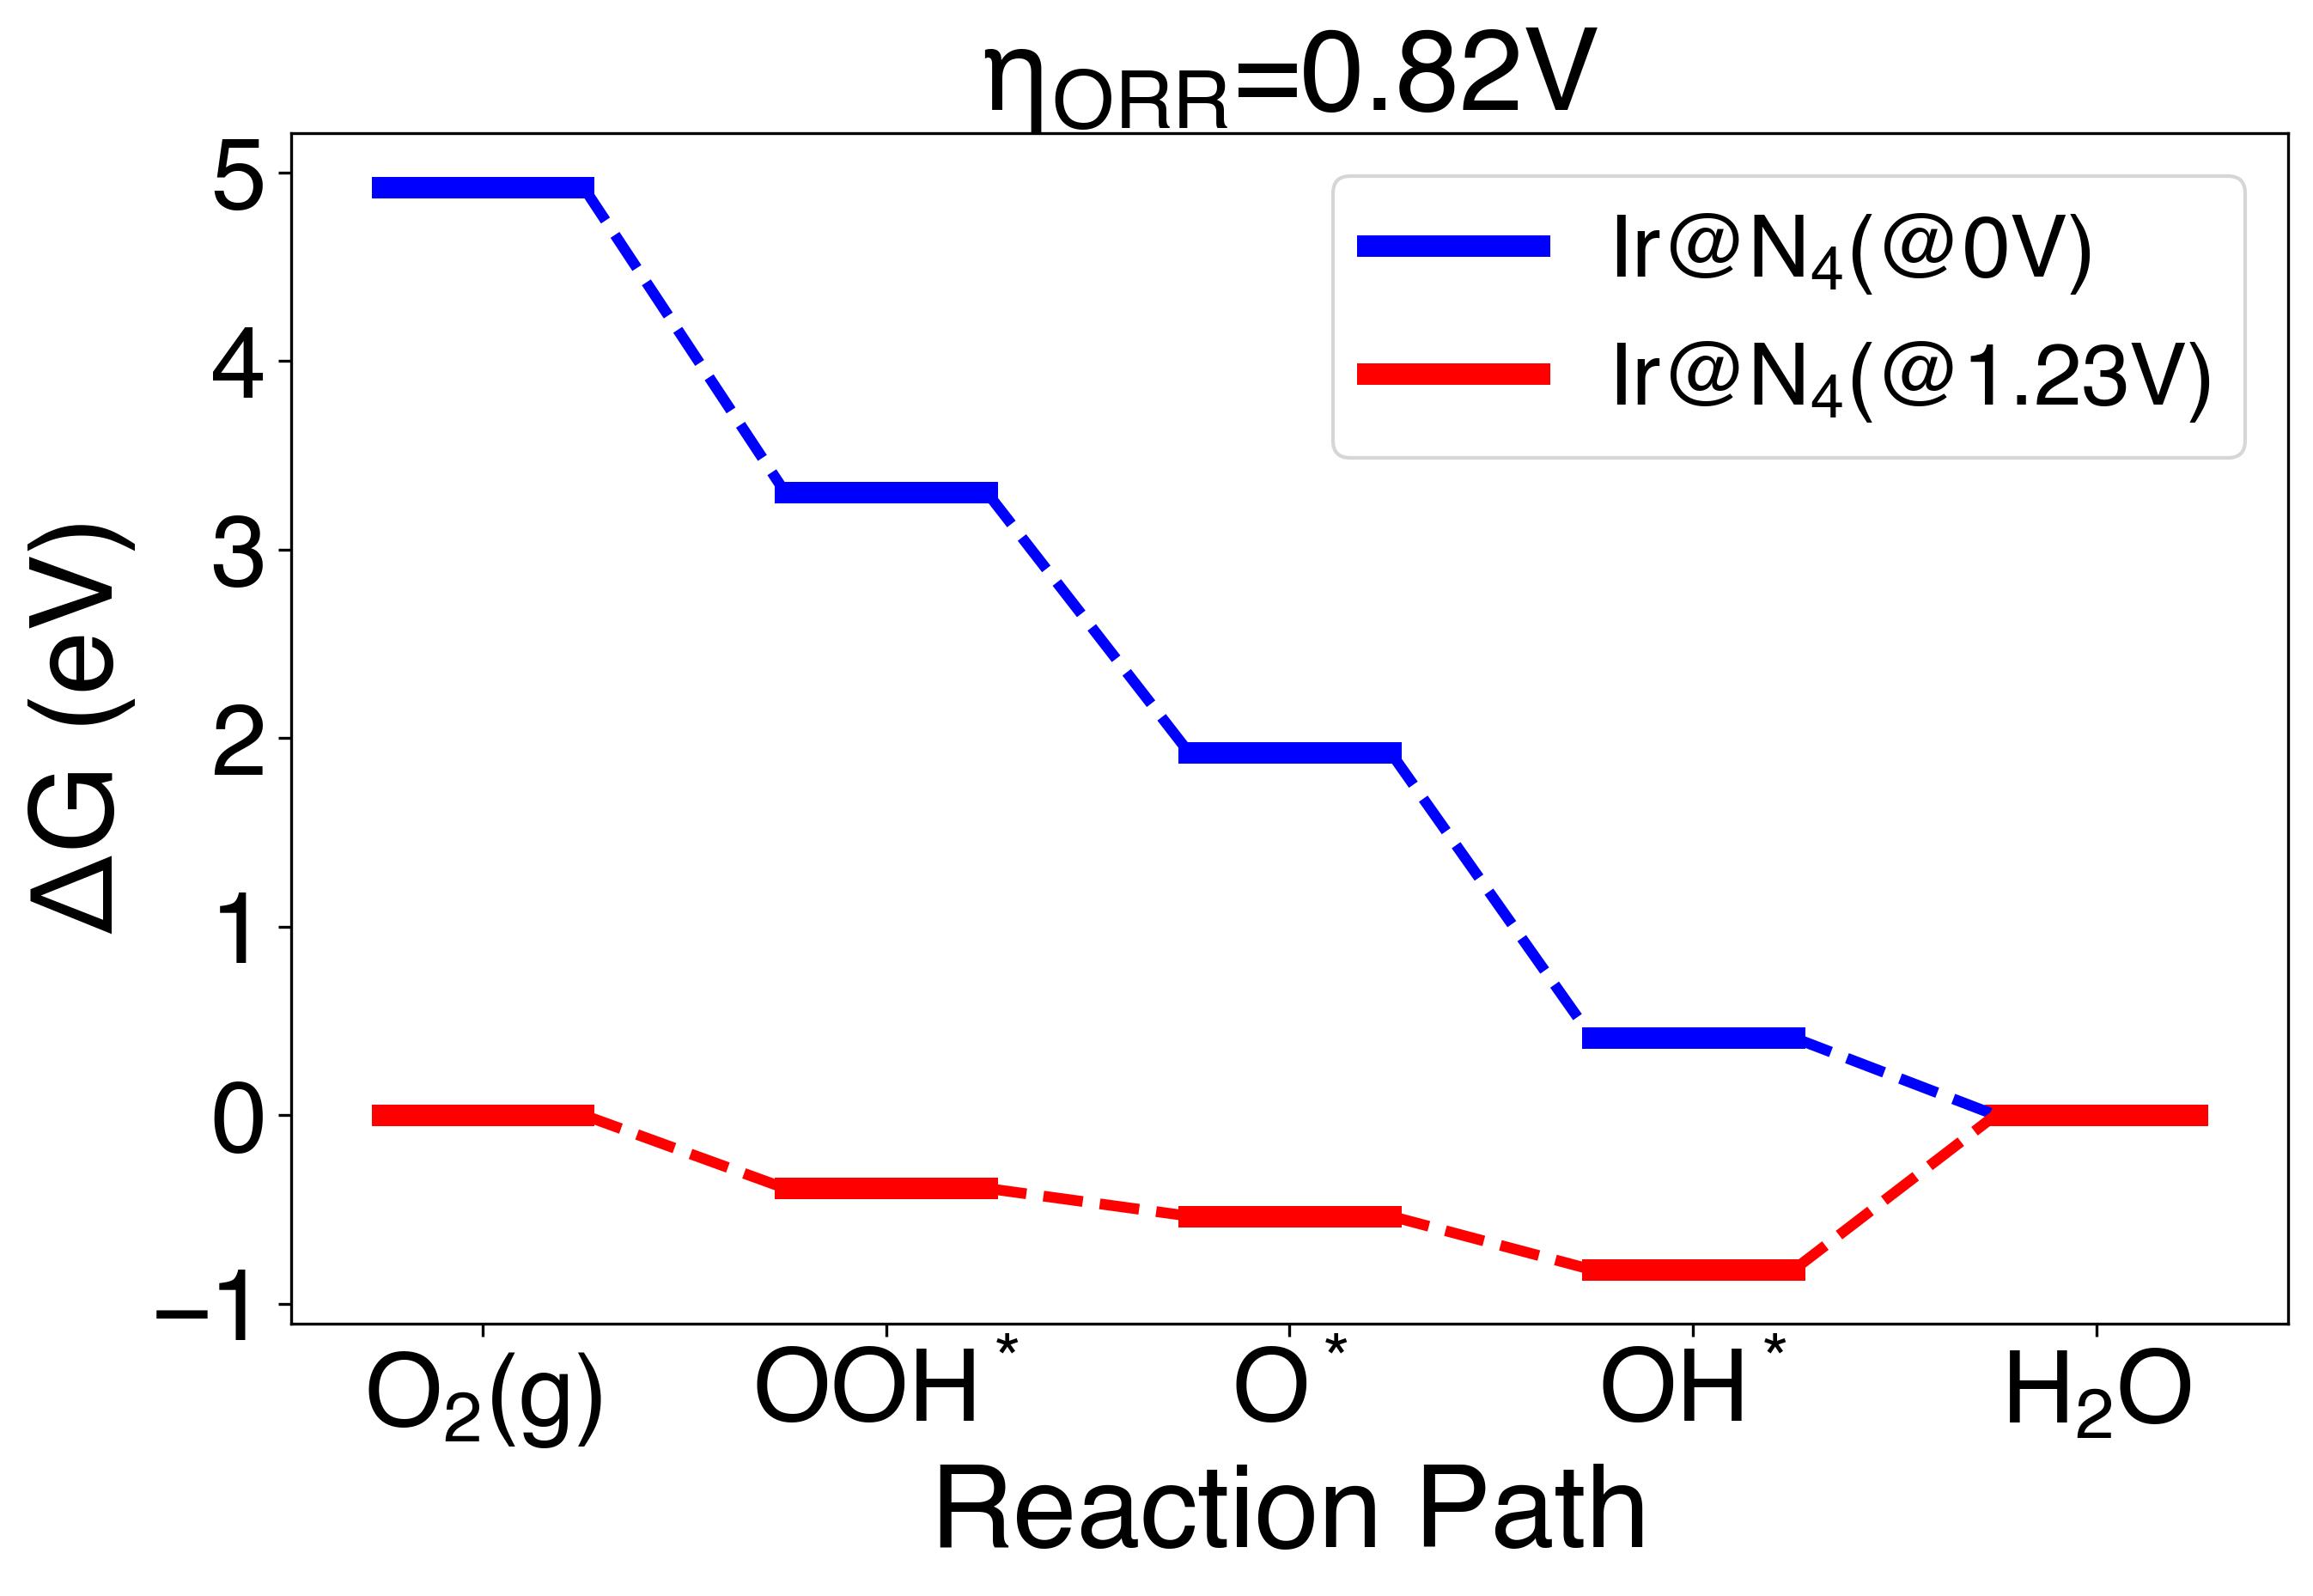 η_ORR=0.82V
5
4
3
2
1
0
−1
ΔG (eV)
Ir@N₄(@0V)
Ir@N₄(@1.23V)
O₂(g) OOH* O* OH* H₂O
Reaction Path